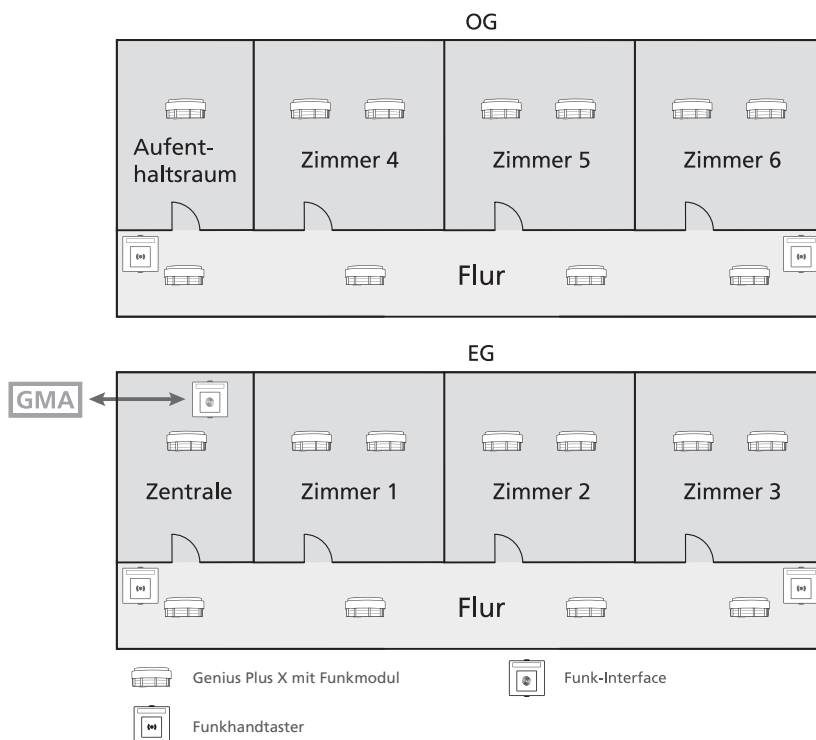 OG
Aufent-
haltsraum
Zimmer 4
Zimmer 5
Zimmer 6
Flur
EG
GMA
Zentrale
Zimmer 1
Zimmer 2
Zimmer 3
Flur
Genius Plus X mit Funkmodul
Funk-Interface
Funkhandtaster